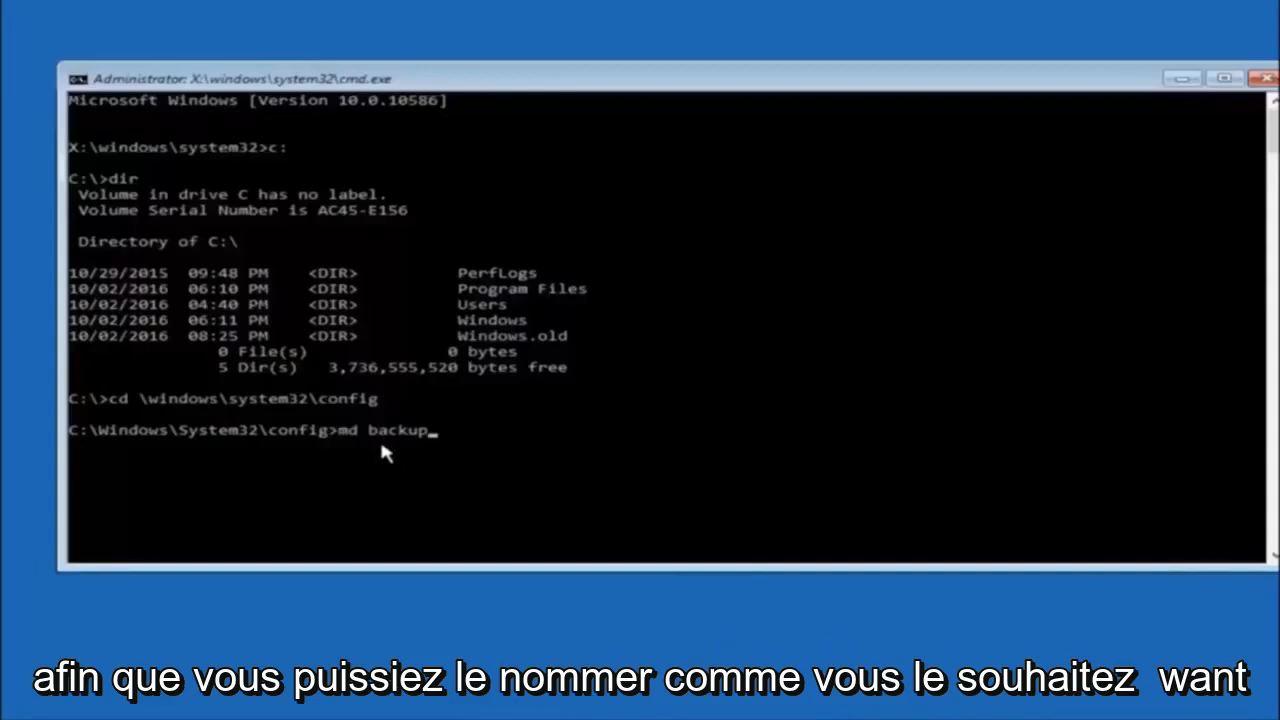 Administrator: X:\windows\system32\cmd.exe
Microsoft Windows [Version 10.0.10586]
X:\windows\system32>c:
C:\>dir
Volume in drive C has no label.
Volume Serial Number is AC45-E156
Directory of C:\
10/29/2015 09:48 PM <DIR> PerfLogs
10/02/2016 06:10 PM <DIR> Program Files
10/02/2016 04:40 PM <DIR> Users
10/02/2016 06:11 PM <DIR> Windows
10/02/2016 08:25 PM <DIR> Windows.old
0 File(s) 0 bytes
5 Dir(s) 3,736,555,520 bytes free
C:\>cd \windows\system32\config
C:\Windows\System32\config>md backup_
afin que vous puissiez le nommer comme vous le souhaitez want